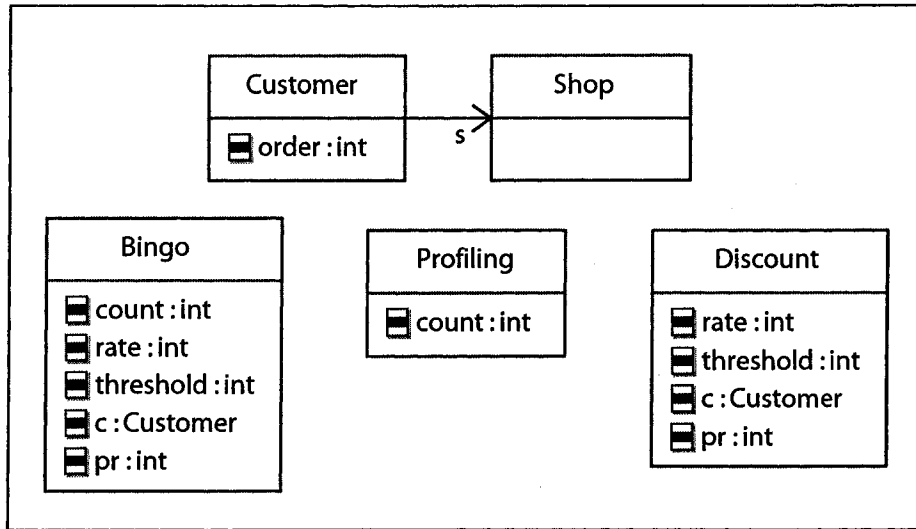 Customer
order : int
s
Shop
Bingo
count : int
rate : int
threshold : int
c : Customer
pr : int
Profiling
count : int
Discount
rate : int
threshold : int
c : Customer
pr : int